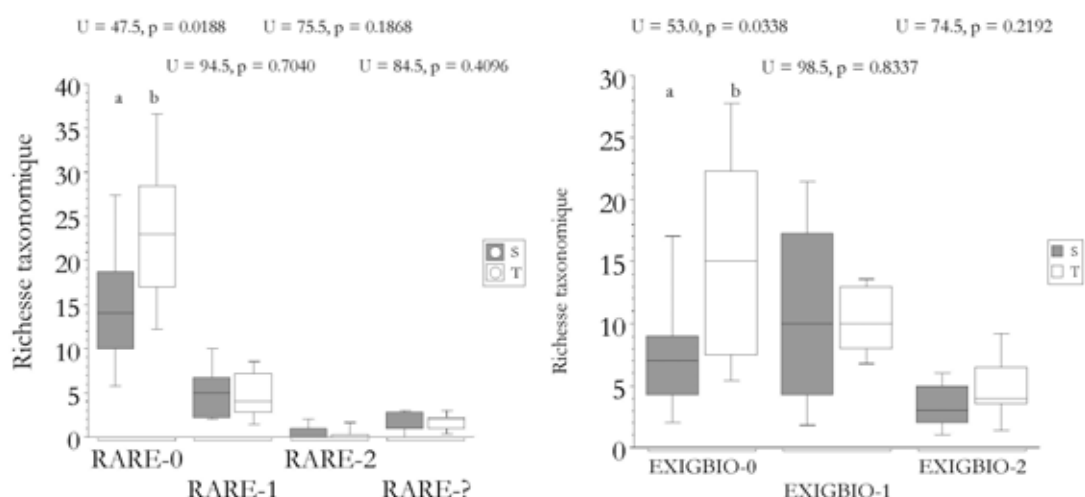 U = 47.5, p = 0.0188 U = 75.5, p = 0.1868
U = 94.5, p = 0.7040 U = 84.5, p = 0.4096
40
a b
35
30
25
20
15
10
5
0
Richesse taxonomique
RARE-0 RARE-2
RARE-1 RARE-?
S
T
U = 53.0, p = 0.0338 U = 74.5, p = 0.2192
U = 98.5, p = 0.8337
30
a b
25
20
15
10
5
0
Richesse taxonomique
EXIGBIO-0 EXIGBIO-2
EXIGBIO-1
S
T